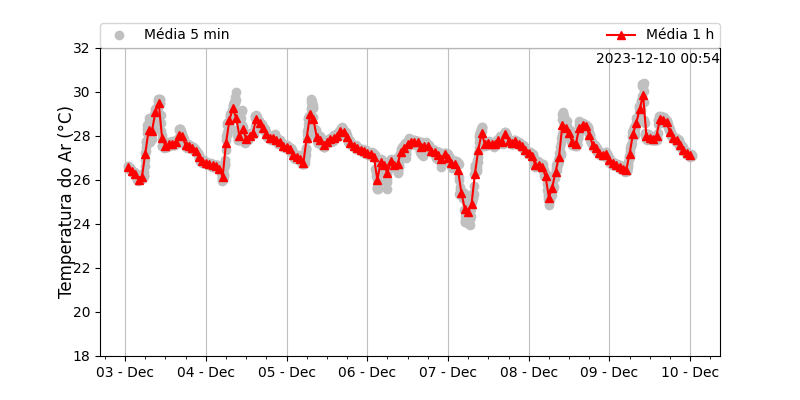 Média 5 min
Média 1 h
2023-12-10 00:54
Temperatura do Ar (°C)
32
30
28
26
24
22
20
18
03 - Dec
04 - Dec
05 - Dec
06 - Dec
07 - Dec
08 - Dec
09 - Dec
10 - Dec